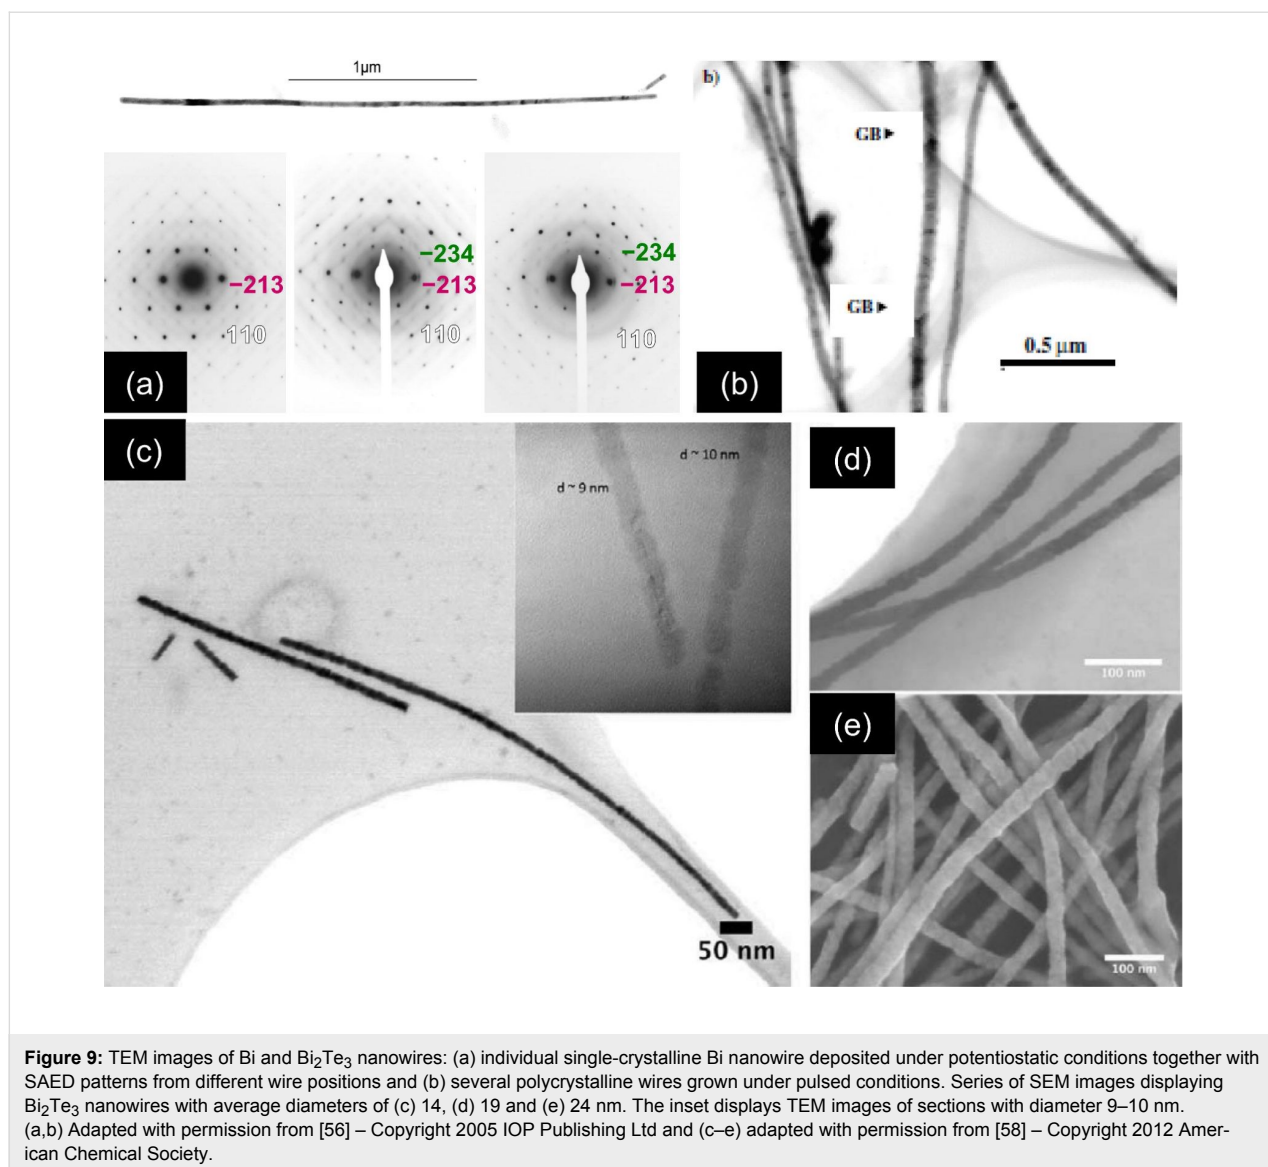 1µm
b)
GB
−234
−234
−213
−213
−213
110
110
110
GB
0.5 µm
(a)
(b)
(c)
d ~ 10 nm
d ~ 9 nm
(d)
100 nm
(e)
50 nm
100 nm
Figure 9: TEM images of Bi and Bi₂Te₃ nanowires: (a) individual single-crystalline Bi nanowire deposited under potentiostatic conditions together with
SAED patterns from different wire positions and (b) several polycrystalline wires grown under pulsed conditions. Series of SEM images displaying
Bi₂Te₃ nanowires with average diameters of (c) 14, (d) 19 and (e) 24 nm. The inset displays TEM images of sections with diameter 9–10 nm.
(a,b) Adapted with permission from [56] – Copyright 2005 IOP Publishing Ltd and (c–e) adapted with permission from [58] – Copyright 2012 Amer-
ican Chemical Society.